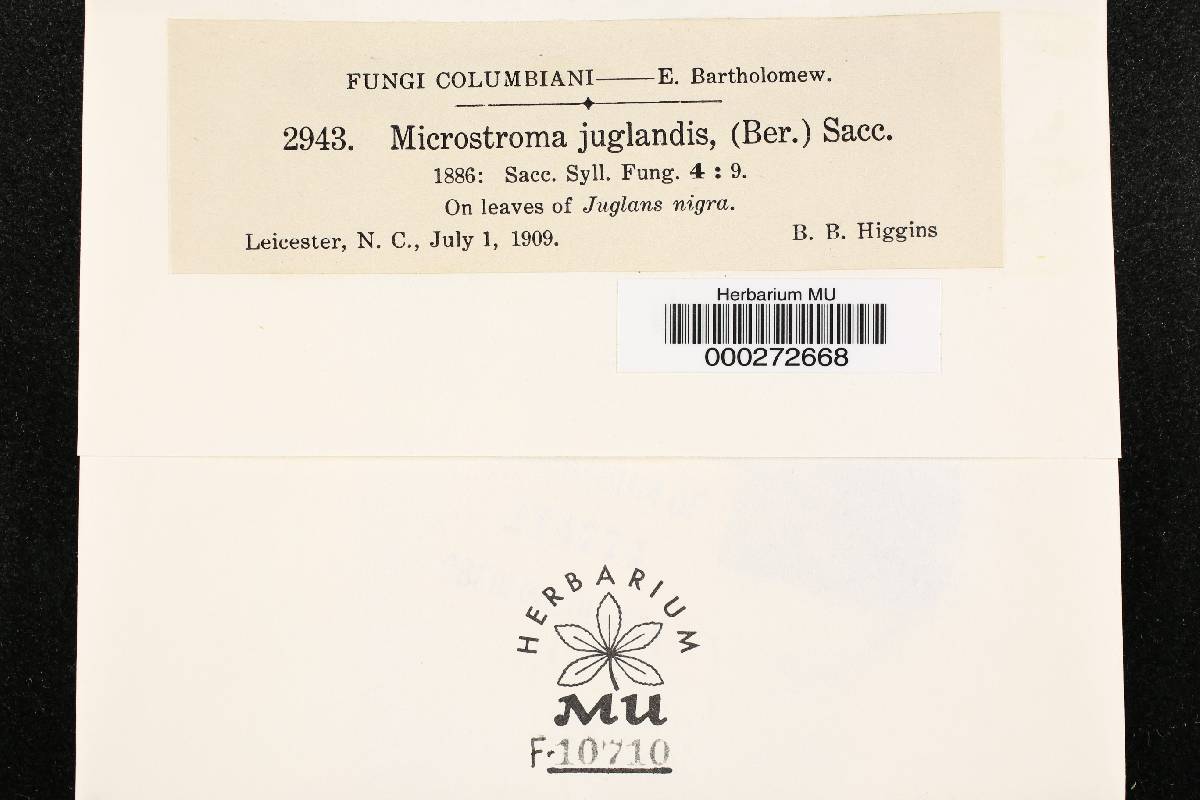 FUNGI COLUMBIANI——E. Bartholomew.
2943. Microstroma juglandis, (Ber.) Sacc.
1886: Sacc. Syll. Fung. 4 : 9.
On leaves of Juglans nigra.
Leicester, N. C., July 1, 1909. B. B. Higgins
Herbarium MU
000272668
HERBARIUM
MU
F-10710